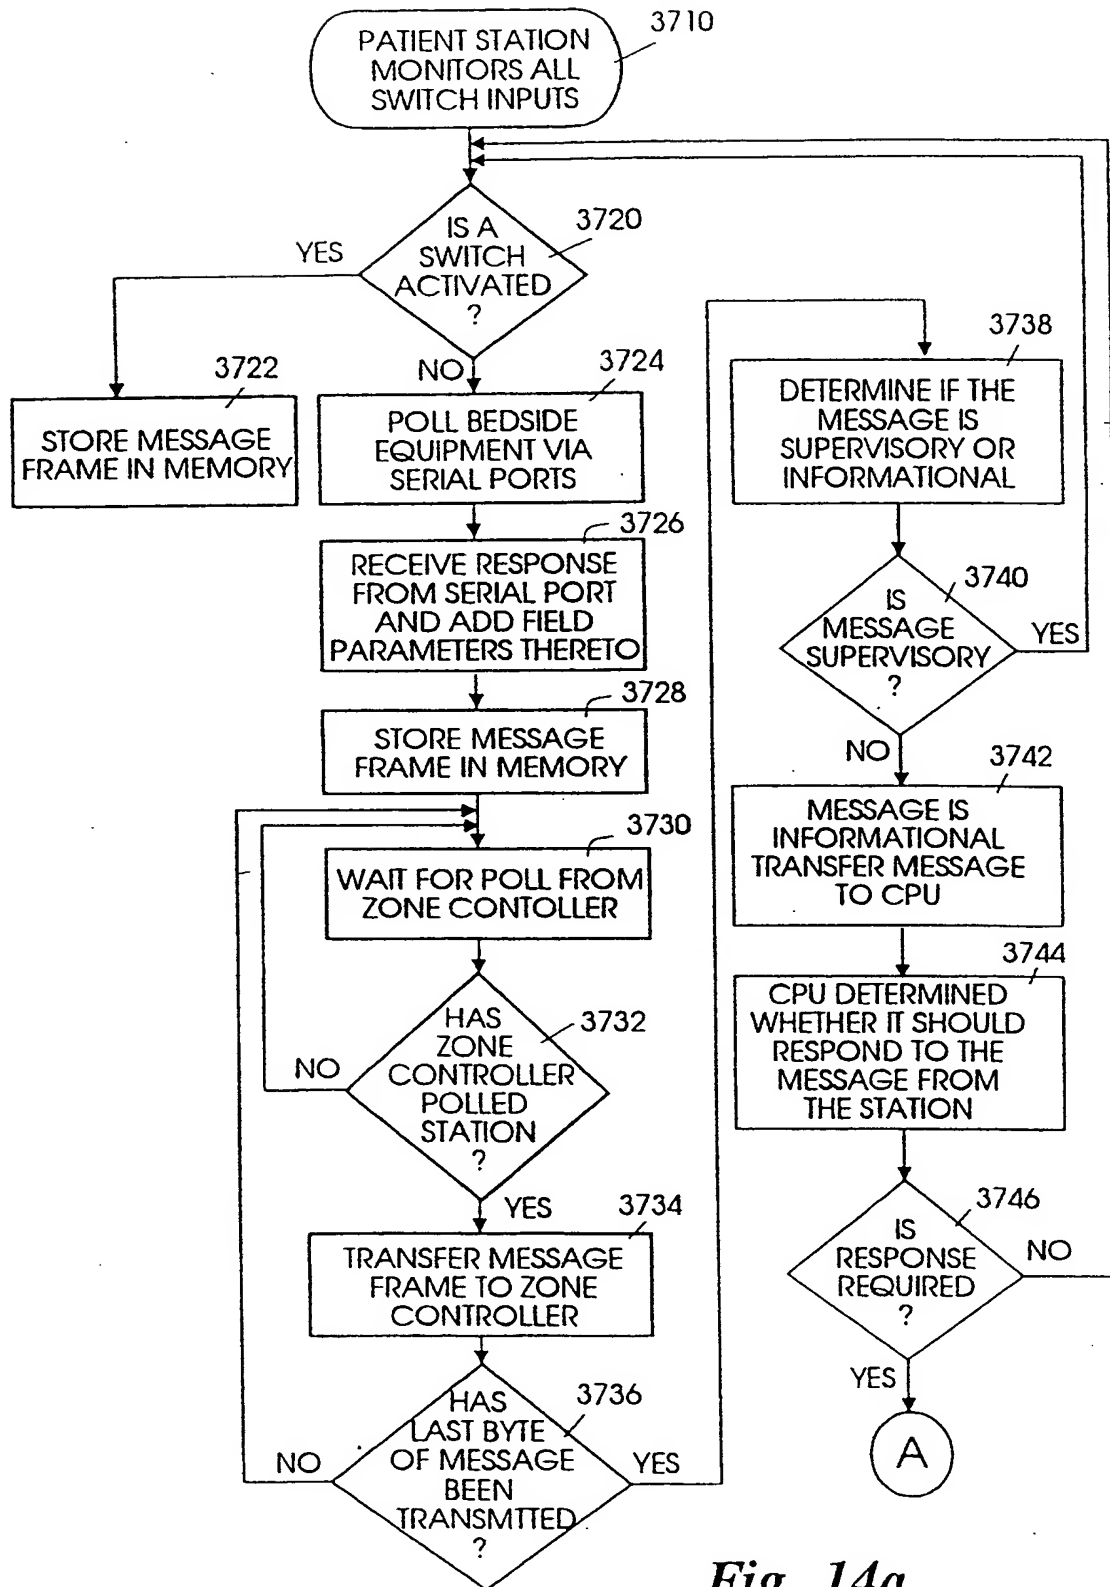 PATIENT STATION
MONITORS ALL
SWITCH INPUTS
3710
IS A
SWITCH
ACTIVATED
?
3720
YES
NO
3722
STORE MESSAGE
FRAME IN MEMORY
3724
POLL BEDSIDE
EQUIPMENT VIA
SERIAL PORTS
3726
RECEIVE RESPONSE
FROM SERIAL PORT
AND ADD FIELD
PARAMETERS THERETO
3728
STORE MESSAGE
FRAME IN MEMORY
3730
WAIT FOR POLL FROM
ZONE CONTOLLER
HAS
ZONE
CONTROLLER
POLLED
STATION
?
3732
NO
YES
3734
TRANSFER MESSAGE
FRAME TO ZONE
CONTROLLER
HAS
LAST BYTE
OF MESSAGE
BEEN
TRANSMTTED
?
3736
NO
YES
3738
DETERMINE IF THE
MESSAGE IS
SUPERVISORY OR
INFORMATIONAL
3740
IS
MESSAGE
SUPERVISORY
?
YES
NO
3742
MESSAGE IS
INFORMATIONAL
TRANSFER MESSAGE
TO CPU
3744
CPU DETERMINED
WHETHER IT SHOULD
RESPOND TO THE
MESSAGE FROM
THE STATION
3746
IS
RESPONSE
REQUIRED
?
NO
YES
A
Fig. 14a